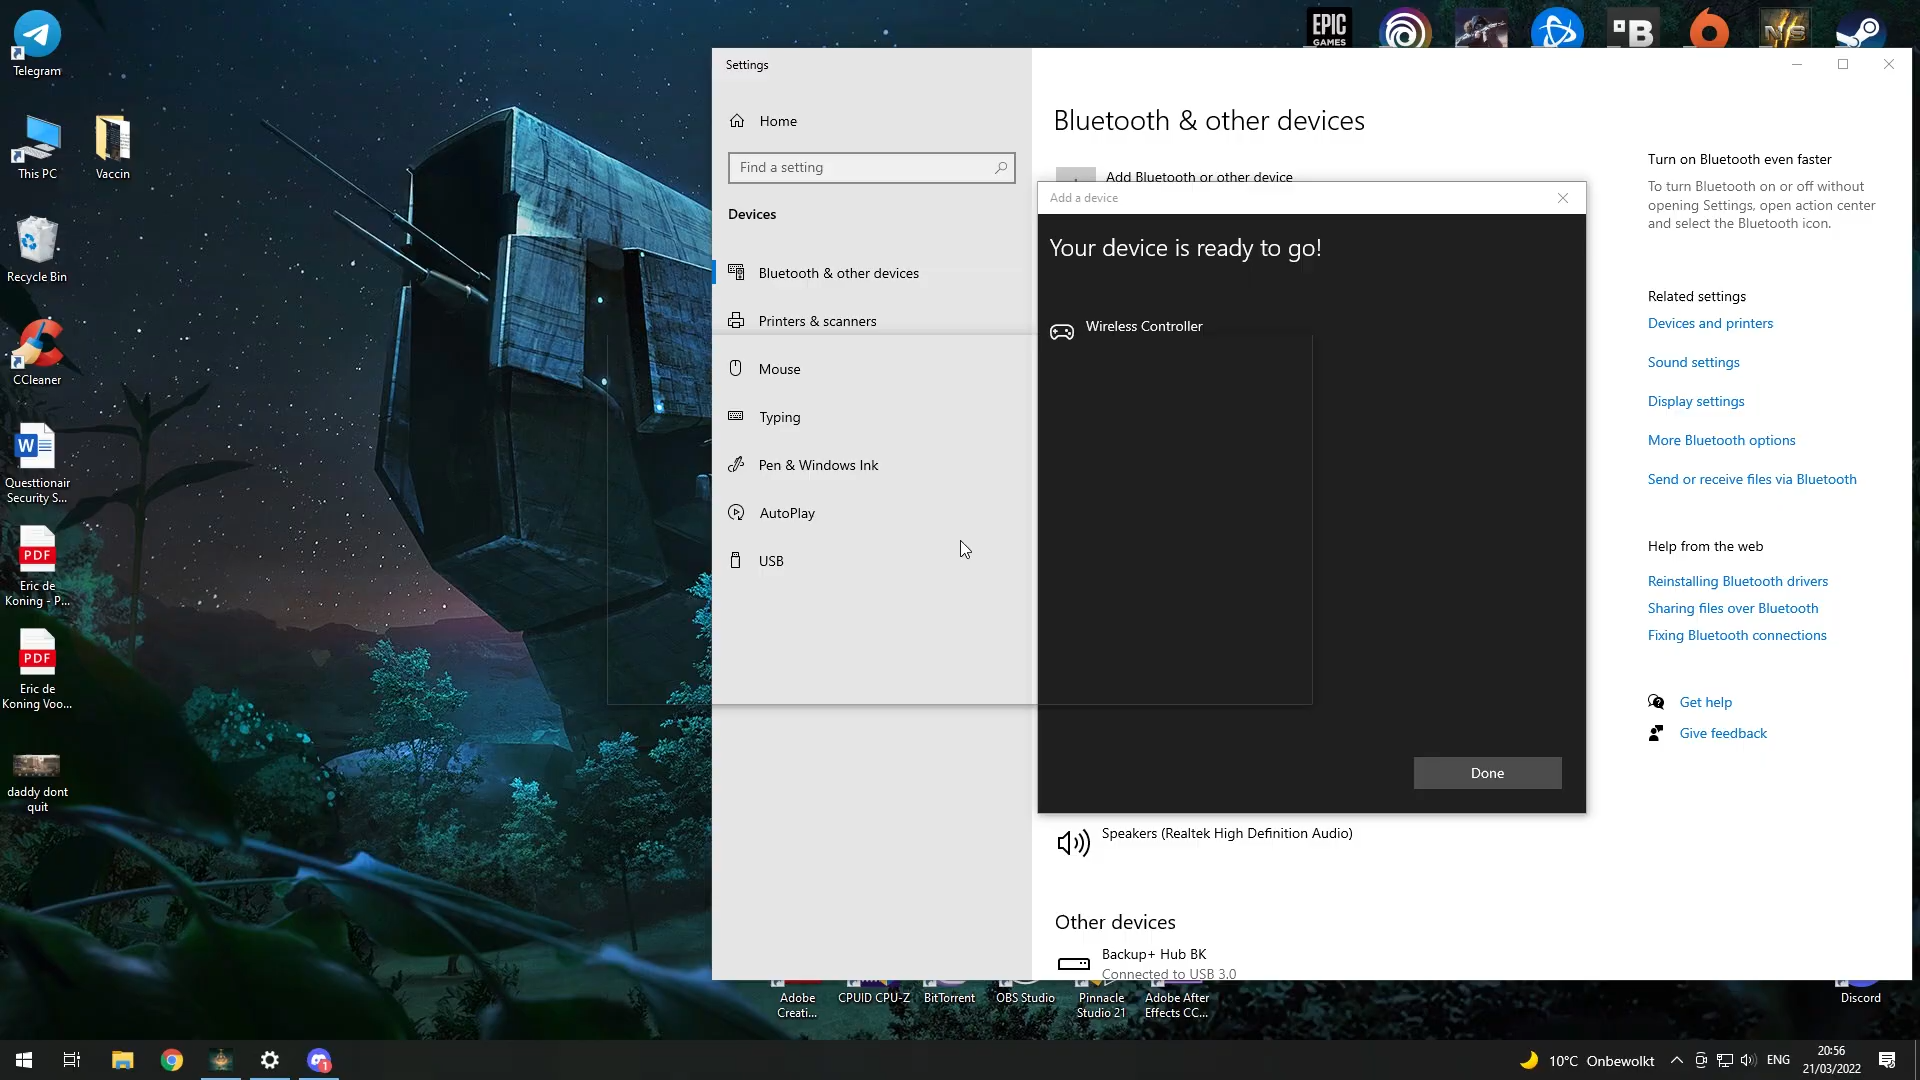 Telegram
This PC
Vaccin
Recycle Bin
CCleaner
Questtionair
Security S...
PDF
Eric de
Koning - P...
PDF
Eric de
Koning Voo...
daddy dont
quit
EPIC
GAMES
B
Settings
Home
Find a setting
Devices
Bluetooth & other devices
Printers & scanners
Mouse
Typing
Pen & Windows Ink
AutoPlay
USB
Bluetooth & other devices
Add Bluetooth or other device
Add a device
Your device is ready to go!
Wireless Controller
Done
Speakers (Realtek High Definition Audio)
Other devices
Backup+ Hub BK
Connected to USB 3.0
Turn on Bluetooth even faster
To turn Bluetooth on or off without
opening Settings, open action center
and select the Bluetooth icon.
Related settings
Devices and printers
Sound settings
Display settings
More Bluetooth options
Send or receive files via Bluetooth
Help from the web
Reinstalling Bluetooth drivers
Sharing files over Bluetooth
Fixing Bluetooth connections
Get help
Give feedback
Adobe
Creati...
CPUID CPU-Z
BitTorrent
OBS Studio
Pinnacle
Studio 21
Adobe After
Effects CC...
Discord
1
10°C Onbewolkt
ENG
20:56
21/03/2022